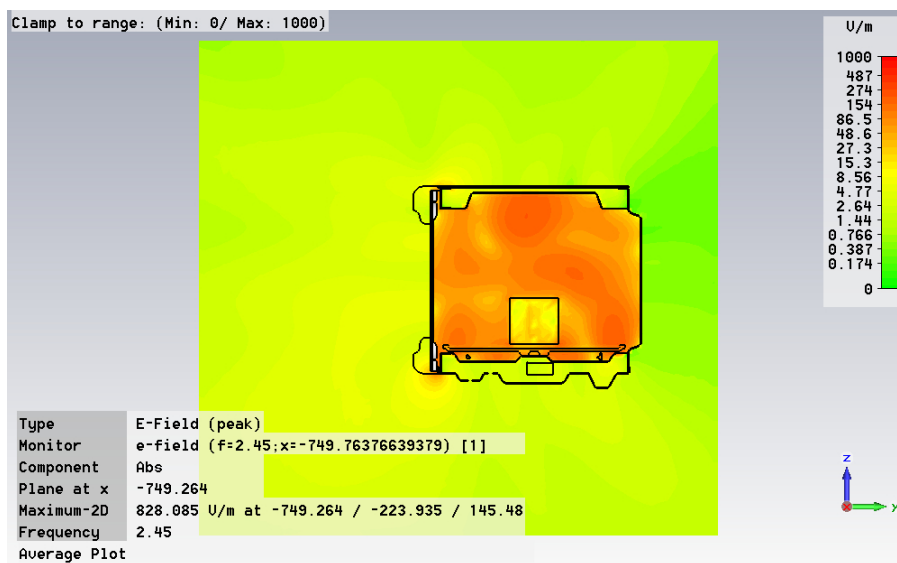 Clamp to range: (Min: 0/ Max: 1000)
V/m
1000
487
274
154
86.5
48.6
27.3
15.3
8.56
4.77
2.64
1.44
0.766
0.387
0.174
0
Type E-Field (peak)
Monitor e-field (f=2.45;x=-749.76376639379) [1]
Component Abs
Plane at x -749.264
Maximum-2D 828.085 V/m at -749.264 / -223.935 / 145.48
Frequency 2.45
Average Plot
z
y